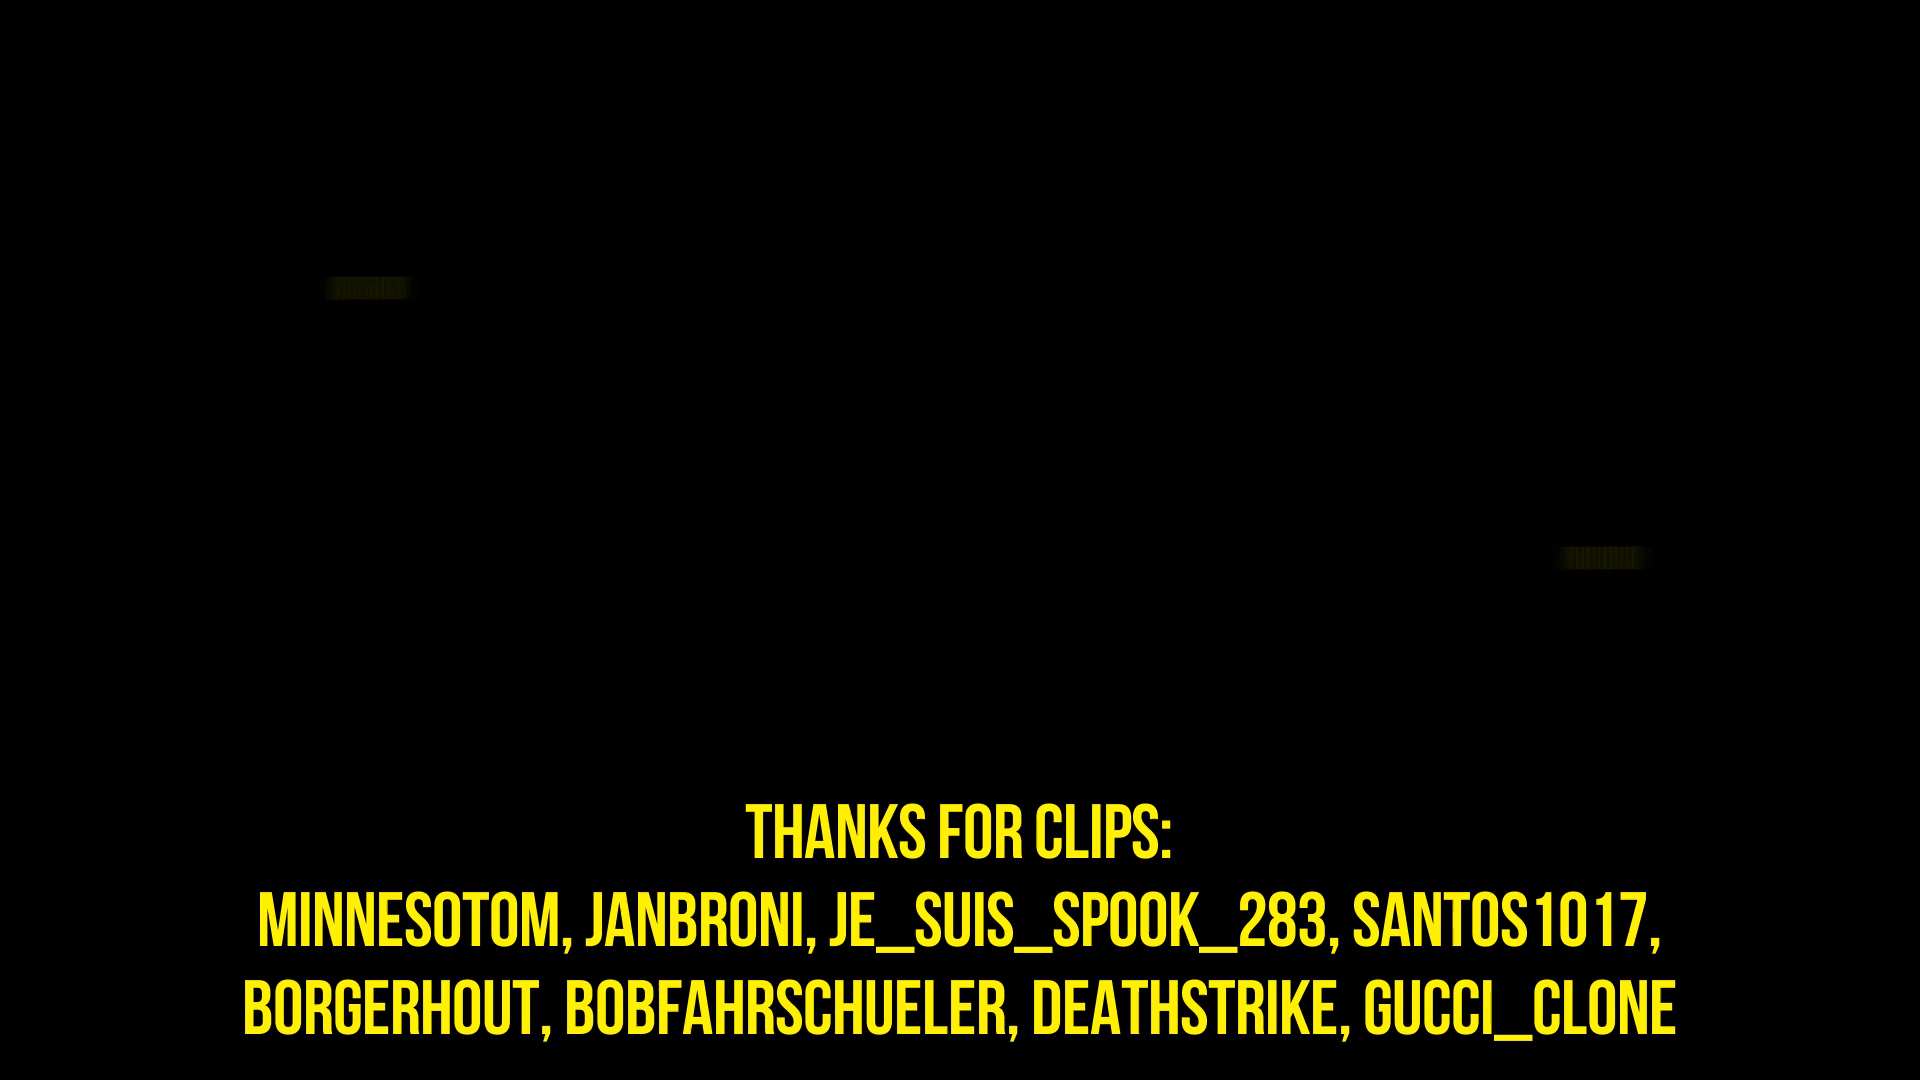 THANKS FOR CLIPS:
MINNESOTOM, JANBRONI, JE_SUIS_SPOOK_283, SANTOS1017,
BORGERHOUT, BOBFAHRSCHUELER, DEATHSTRIKE, GUCCI_CLONE